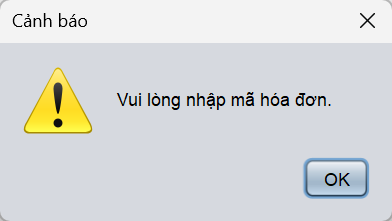 Cảnh báo
Vui lòng nhập mã hóa đơn.
OK